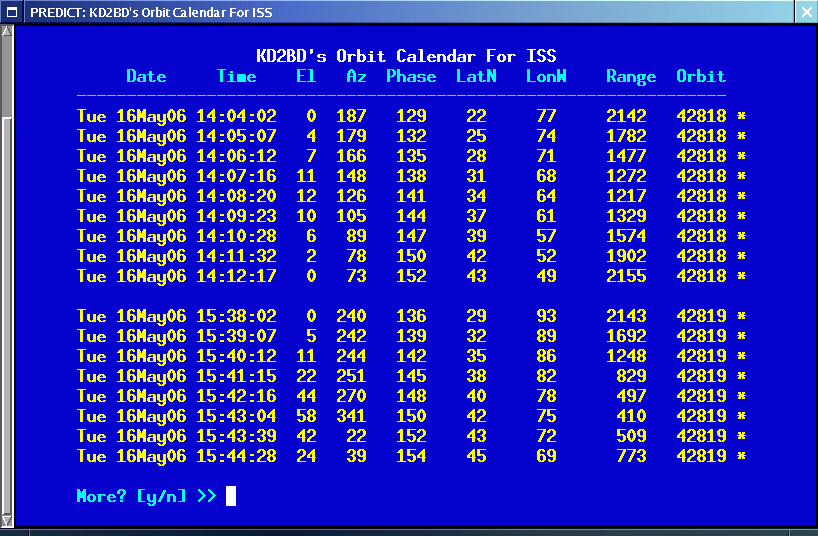 PREDICT: KD2BD's Orbit Calendar For ISS
KD2BD's Orbit Calendar For ISS
Date Time El Az Phase LatN LonW Range Orbit
Tue 16May06 14:04:02 0 187 129 22 77 2142 42818 *
Tue 16May06 14:05:07 4 179 132 25 74 1782 42818 *
Tue 16May06 14:06:12 7 166 135 28 71 1477 42818 *
Tue 16May06 14:07:16 11 148 138 31 68 1272 42818 *
Tue 16May06 14:08:20 12 126 141 34 64 1217 42818 *
Tue 16May06 14:09:23 10 105 144 37 61 1329 42818 *
Tue 16May06 14:10:28 6 89 147 39 57 1574 42818 *
Tue 16May06 14:11:32 2 78 150 42 52 1902 42818 *
Tue 16May06 14:12:17 0 73 152 43 49 2155 42818 *
Tue 16May06 15:38:02 0 240 136 29 93 2143 42819 *
Tue 16May06 15:39:07 5 242 139 32 89 1692 42819 *
Tue 16May06 15:40:12 11 244 142 35 86 1248 42819 *
Tue 16May06 15:41:15 22 251 145 38 82 829 42819 *
Tue 16May06 15:42:16 44 270 148 40 78 497 42819 *
Tue 16May06 15:43:04 58 341 150 42 75 410 42819 *
Tue 16May06 15:43:39 42 22 152 43 72 509 42819 *
Tue 16May06 15:44:28 24 39 154 45 69 773 42819 *
More? [y/n] >>